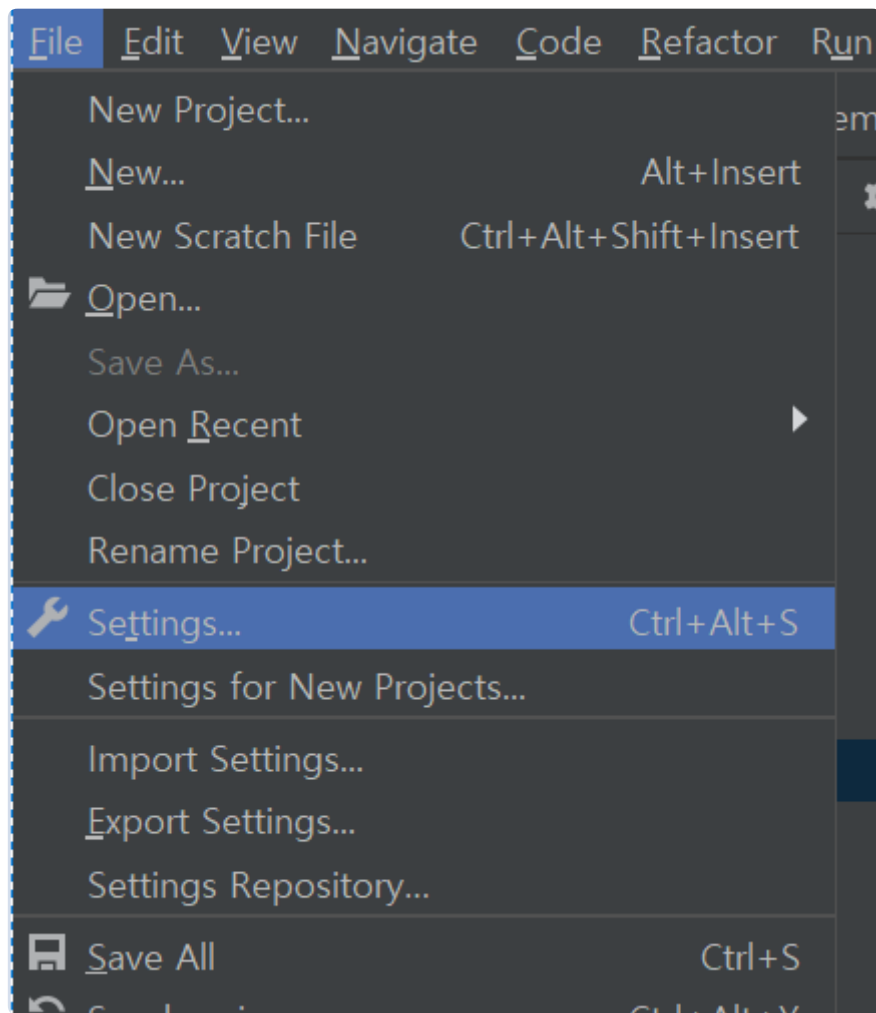 File Edit View Navigate Code Refactor Run
New Project...
New... Alt+Insert
New Scratch File Ctrl+Alt+Shift+Insert
Open...
Save As...
Open Recent
Close Project
Rename Project...
Settings... Ctrl+Alt+S
Settings for New Projects...
Import Settings...
Export Settings...
Settings Repository...
Save All Ctrl+S